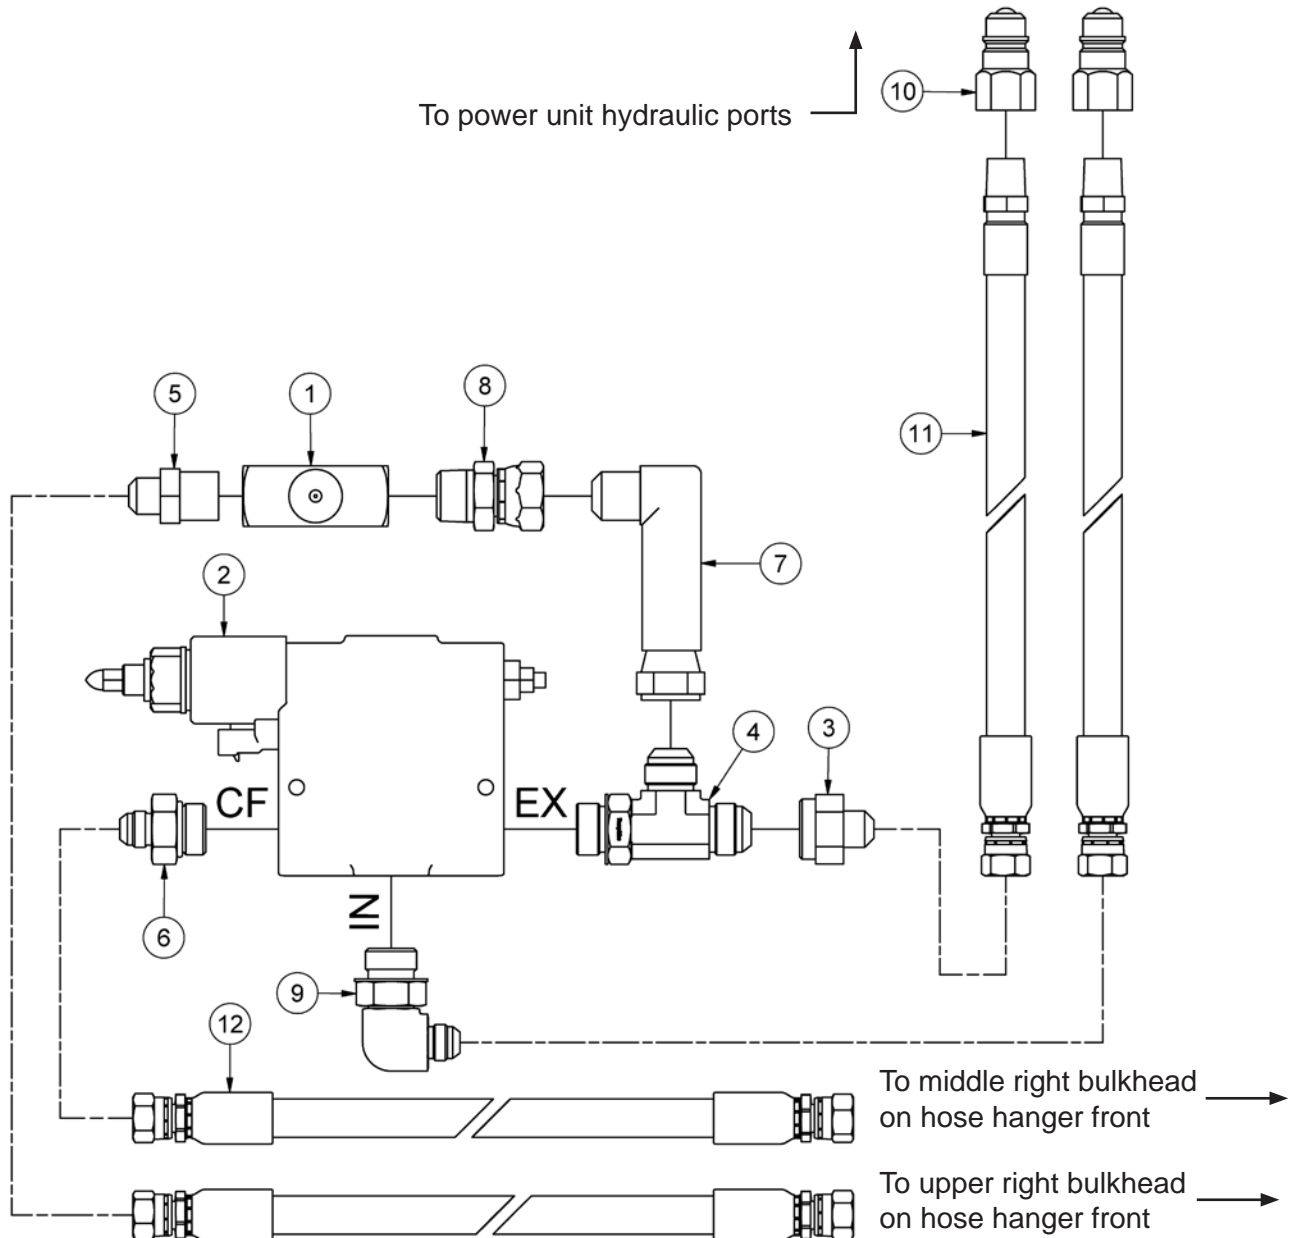 10
To power unit hydraulic ports
5
1
8
11
2
7
4
3
CF
EX
6
IN
9
12
To middle right bulkhead
on hose hanger front
To upper right bulkhead
on hose hanger front